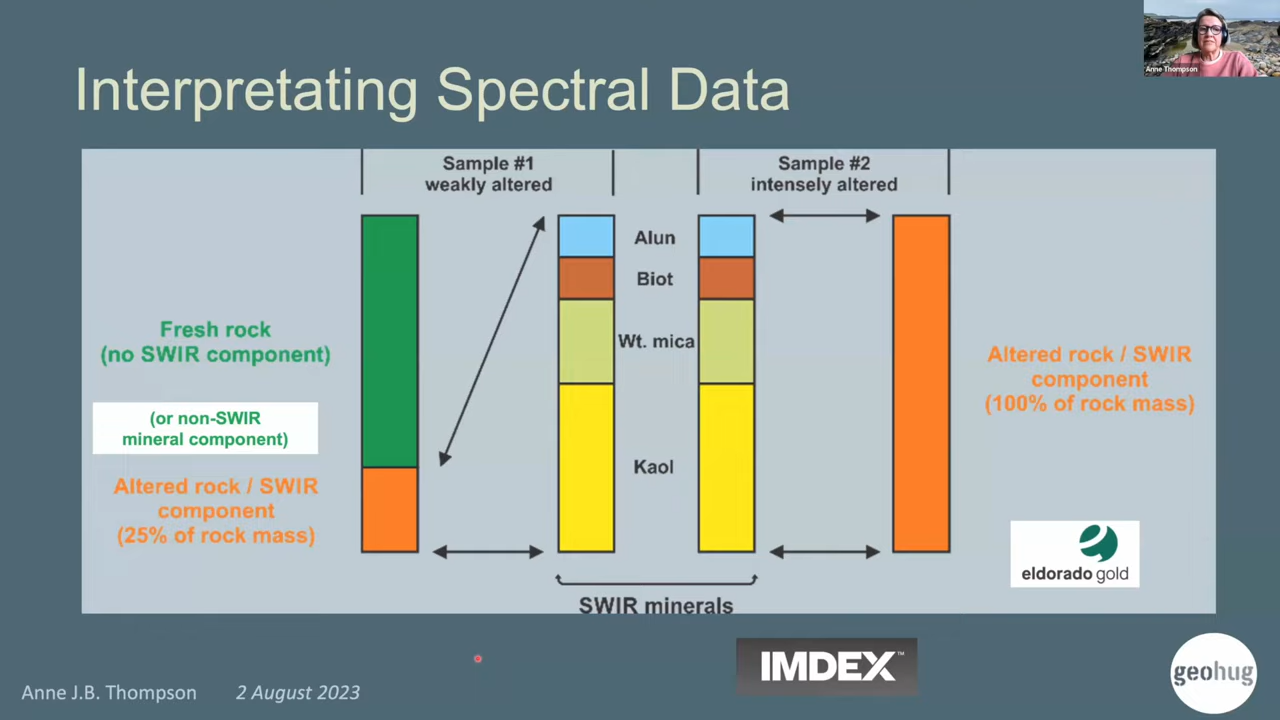 Anne Thompson
Interpretating Spectral Data
Sample #1
weakly altered
Sample #2
intensely altered
Alun
Biot
Wt. mica
Kaol
Fresh rock
(no SWIR component)
(or non-SWIR
mineral component)
Altered rock / SWIR
component
(25% of rock mass)
Altered rock / SWIR
component
(100% of rock mass)
eldorado gold
SWIR minerals
IMDEX™
geohug
Anne J.B. Thompson
2 August 2023